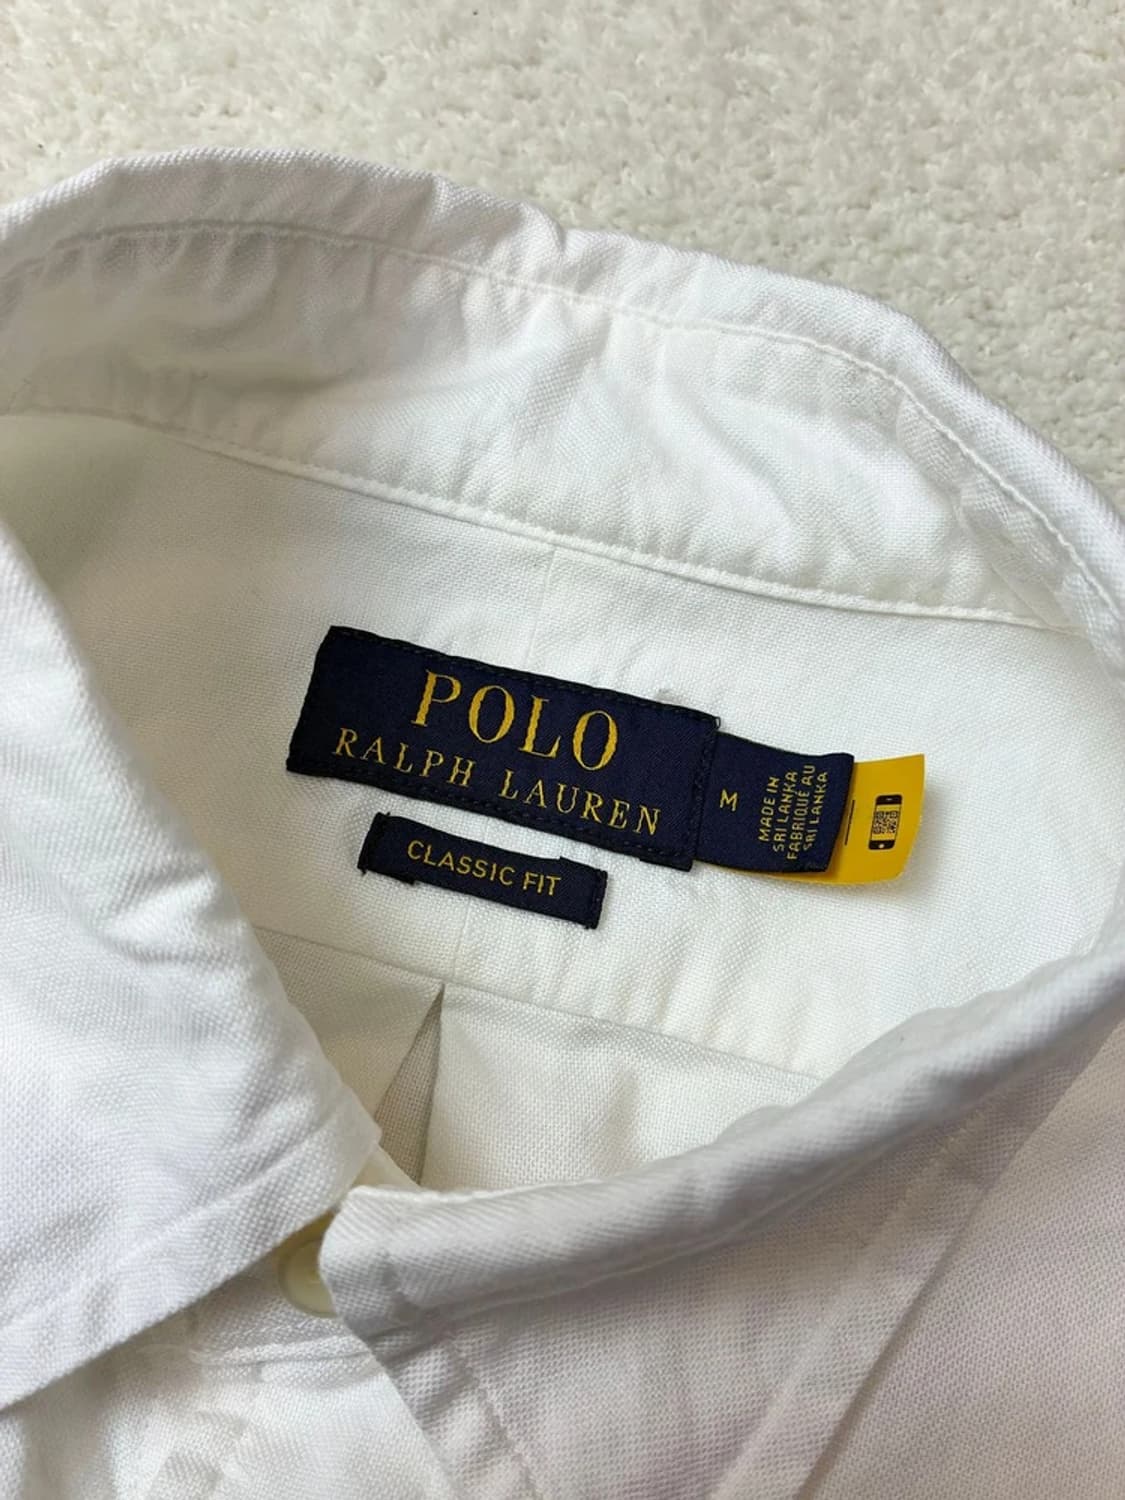 POLO
RALPH LAUREN
M
MADE IN
SRI LANKA
FABRIQUÉ AU
SRI LANKA
CLASSIC FIT